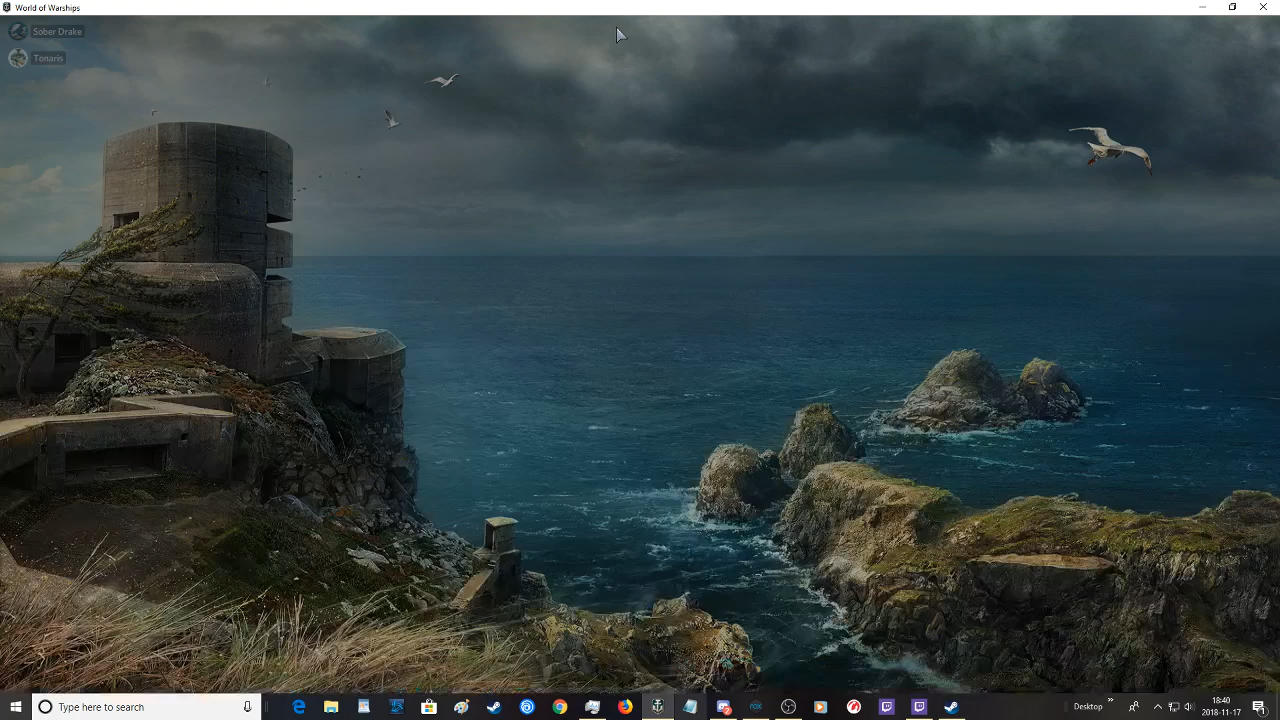 World of Warships
Sober Drake
Tonaris
Type here to search
Desktop
18:40
2018-11-17